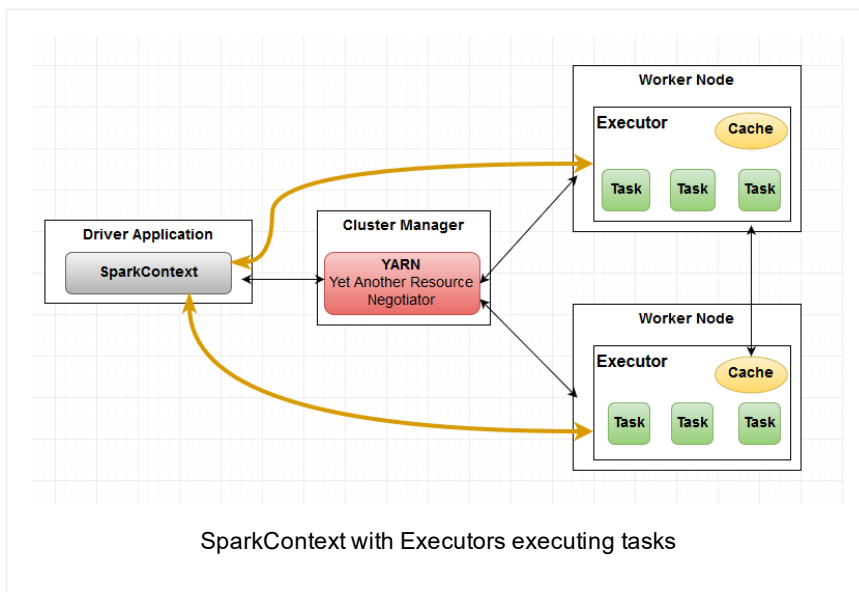 Worker Node
Executor
Cache
Task
Task
Task
Driver Application
SparkContext
Cluster Manager
YARN
Yet Another Resource
Negotiator
Worker Node
Executor
Cache
Task
Task
Task
SparkContext with Executors executing tasks